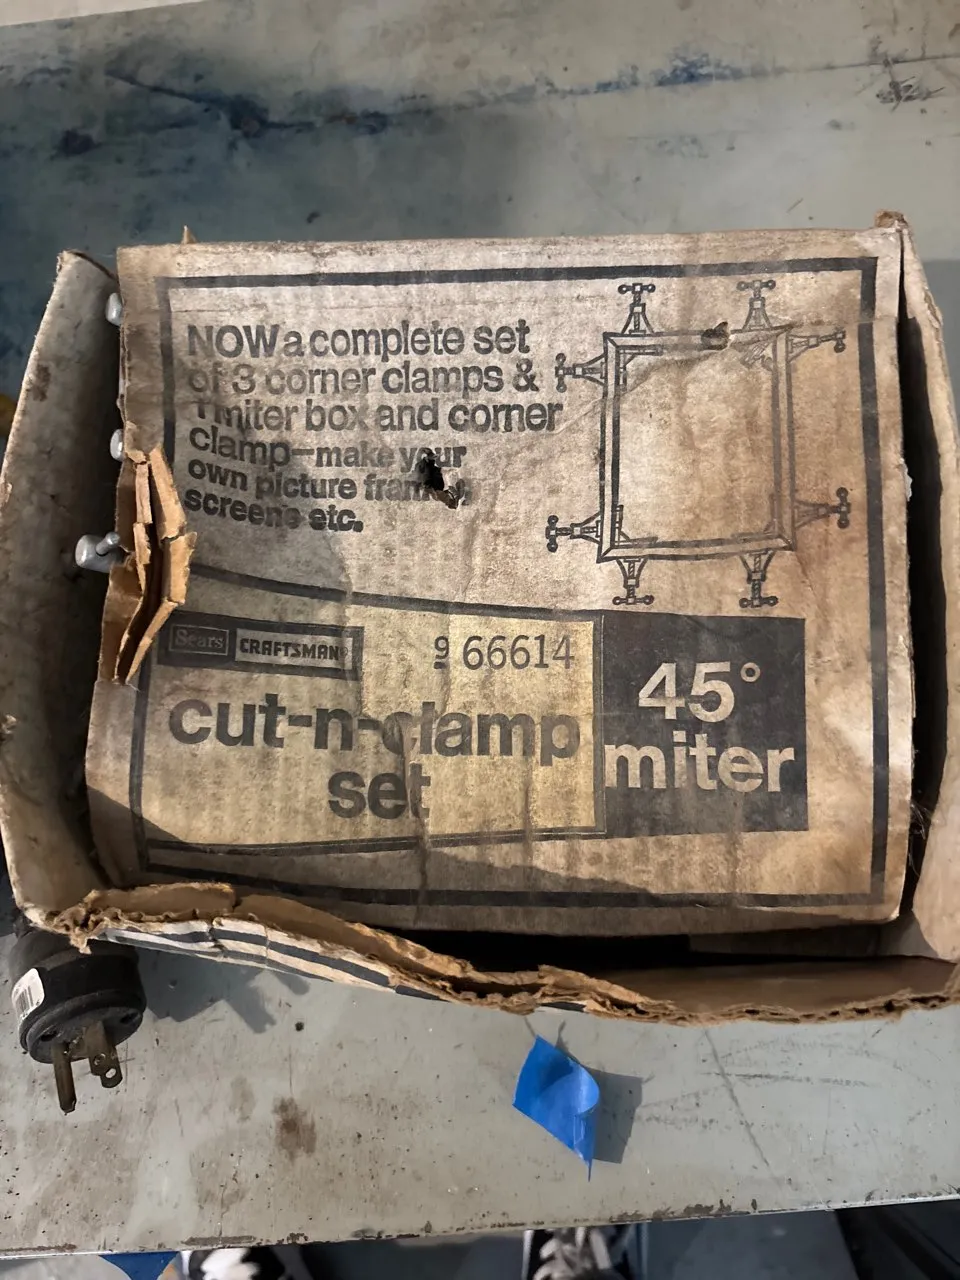 NOW a complete set
of 3 corner clamps &
1 miter box and corner
clamp—make your
own picture frames,
screens etc.
Sears CRAFTSMAN®
9 66614
cut-n-clamp
set
45°
miter